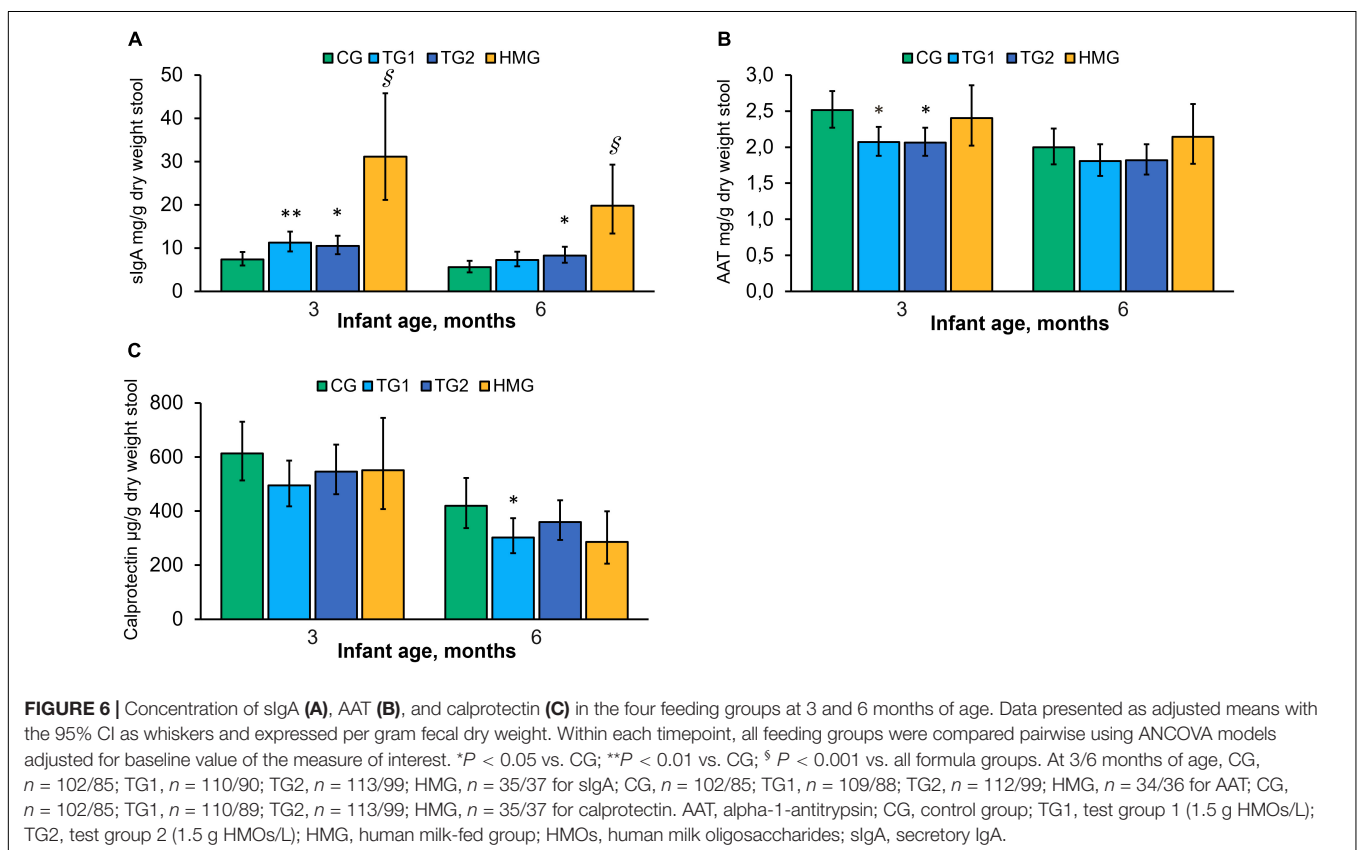 A
CG TG1 TG2 HMG
sIgA mg/g dry weight stool
50
40
30
20
10
0
**
*
§
*
§
3
6
Infant age, months
B
CG TG1 TG2 HMG
AAT mg/g dry weight stool
3,0
2,5
2,0
1,5
1,0
0,5
0,0
*
*
3
6
Infant age, months
C
CG TG1 TG2 HMG
Calprotectin µg/g dry weight stool
800
600
400
200
0
*
3
6
Infant age, months
FIGURE 6 | Concentration of sIgA (A), AAT (B), and calprotectin (C) in the four feeding groups at 3 and 6 months of age. Data presented as adjusted means with
the 95% CI as whiskers and expressed per gram fecal dry weight. Within each timepoint, all feeding groups were compared pairwise using ANCOVA models
adjusted for baseline value of the measure of interest. *P < 0.05 vs. CG; **P < 0.01 vs. CG; § P < 0.001 vs. all formula groups. At 3/6 months of age, CG,
n = 102/85; TG1, n = 110/90; TG2, n = 113/99; HMG, n = 35/37 for sIgA; CG, n = 102/85; TG1, n = 109/88; TG2, n = 112/99; HMG, n = 34/36 for AAT; CG,
n = 102/85; TG1, n = 110/89; TG2, n = 113/99; HMG, n = 35/37 for calprotectin. AAT, alpha-1-antitrypsin; CG, control group; TG1, test group 1 (1.5 g HMOs/L);
TG2, test group 2 (1.5 g HMOs/L); HMG, human milk-fed group; HMOs, human milk oligosaccharides; sIgA, secretory IgA.